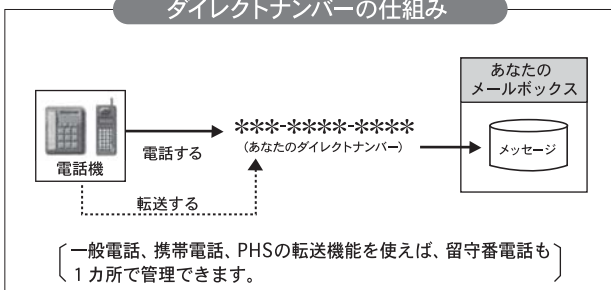 ダイレクトナンバーの仕組み
あなたの
メールボックス
***-****-****
(あなたのダイレクトナンバー)
メッセージ
電話機
電話する
転送する
一般電話、携帯電話、PHSの転送機能を使えば、留守番電話も
1カ所で管理できます。